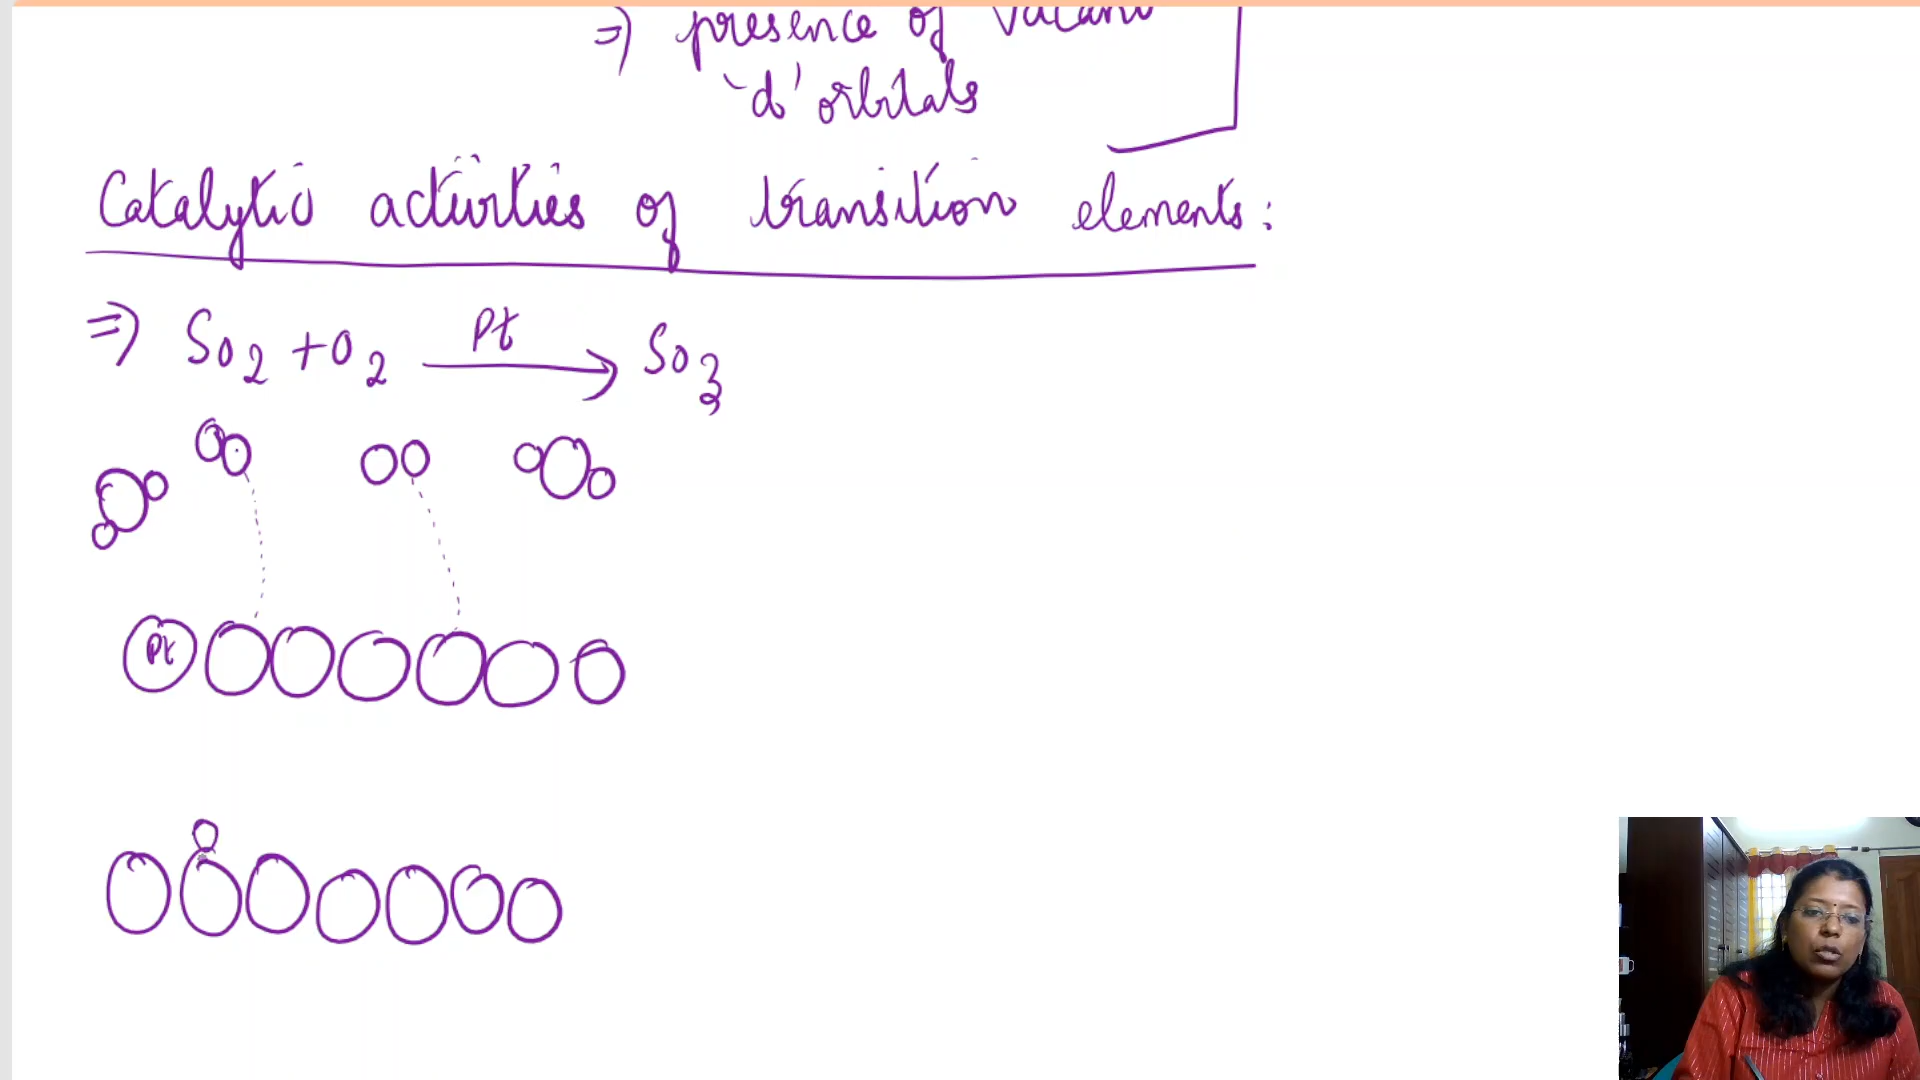 ⇒ presence of vacant
'd' orbitals
Catalytic activities of transition elements:
⇒ SO₂ + O₂ Pt → SO₃
Pt